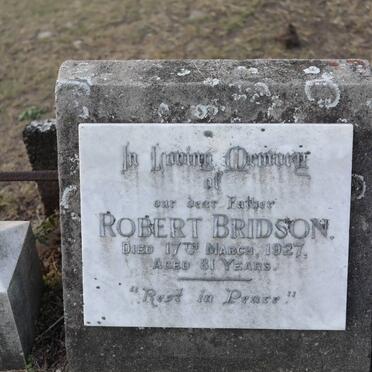 In Loving Memory
of
our dear Father
ROBERT BRIDSON.
DIED 17TH MARCH, 1927,
AGED 81 YEARS.
"Rest in Peace."